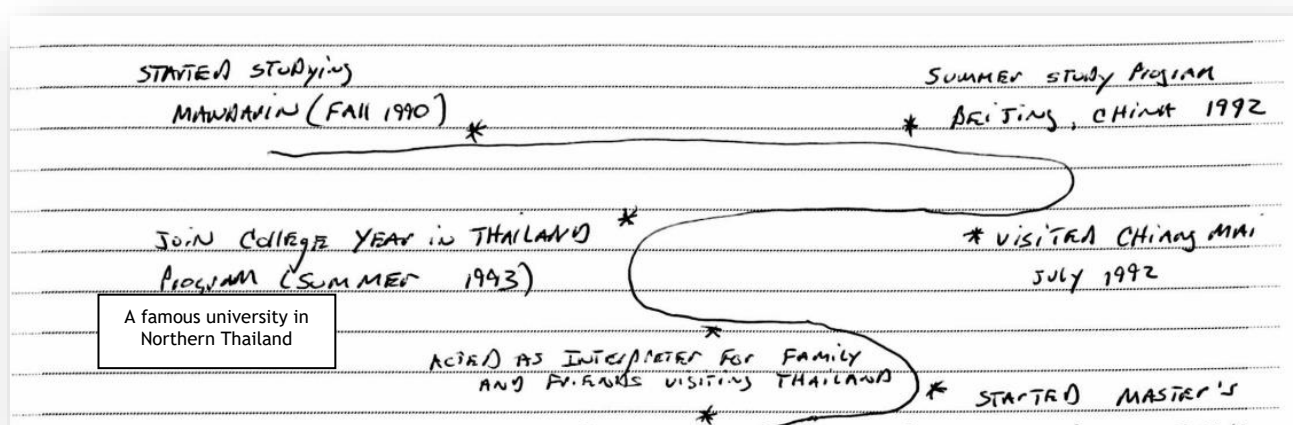 STARTED STUDYING
MANDARIN (FALL 1990)
*
SUMMER STUDY PROGRAM
* BEIJING, CHINA 1992
* VISITED CHIANG MAI
JULY 1992
*
JOIN COLLEGE YEAR IN THAILAND
PROGRAM (SUMMER 1993)
A famous university in
Northern Thailand
*
ACTED AS INTERPRETER FOR FAMILY
AND FRIENDS VISITING THAILAND
* STARTED MASTER'S
*